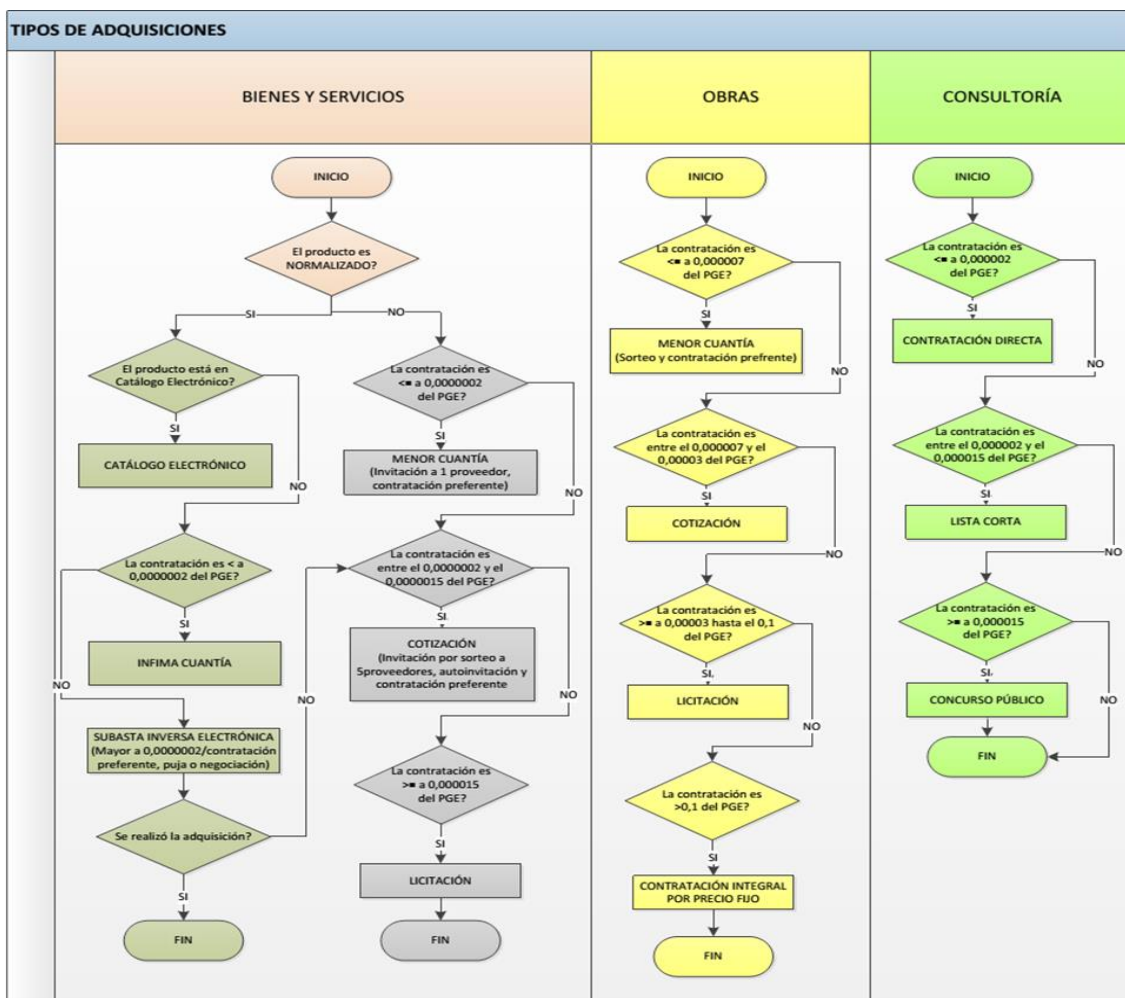 TIPOS DE ADQUISICIONES
BIENES Y SERVICIOS
INICIO
El producto es
NORMALIZADO?
SI
NO
El producto está en
Catálogo Electrónico?
SI
NO
CATÁLOGO ELECTRÓNICO
La contratación es < a
0,0000002 del PGE?
SI
NO
INFIMA CUANTÍA
SUBASTA INVERSA ELECTRÓNICA
(Mayor a 0,0000002/contratación
preferente, puja o negociación)
Se realizó la adquisición?
NO
SI
FIN
La contratación es
<= a 0,0000002
del PGE?
SI
NO
MENOR CUANTÍA
(Invitación a 1 proveedor,
contratación preferente)
La contratación es
entre el 0,0000002 y el
0,0000015 del PGE?
SI
NO
COTIZACIÓN
(Invitación por sorteo a
5proveedores, autoinvitación y
contratación preferente
La contratación es
>= a 0,000015
del PGE?
SI
LICITACIÓN
FIN
OBRAS
INICIO
La contratación es
<= a 0,000007
del PGE?
SI
NO
MENOR CUANTÍA
(Sorteo y contratación prefrente)
La contratación es
entre el 0,000007 y el
0,00003 del PGE?
SI
NO
COTIZACIÓN
La contratación es
>= a 0,00003 hasta el 0,1
del PGE?
SI
NO
LICITACIÓN
La contratación es
>0,1 del PGE?
SI
CONTRATACIÓN INTEGRAL
POR PRECIO FIJO
FIN
CONSULTORÍA
INICIO
La contratación es
<= a 0,000002
del PGE?
SI
NO
CONTRATACIÓN DIRECTA
La contratación es
entre el 0,000002 y el
0,000015 del PGE?
SI
NO
LISTA CORTA
La contratación es
>= a 0,000015
del PGE?
SI
NO
CONCURSO PÚBLICO
FIN